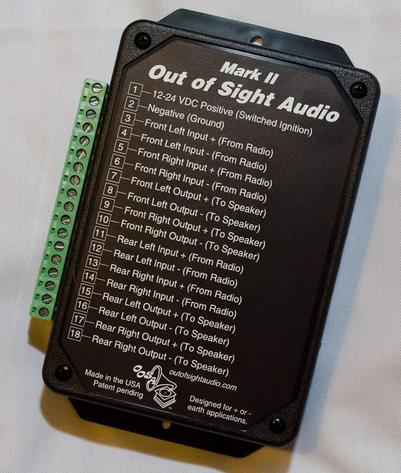 Mark II
Out of Sight Audio
1 12-24 VDC Positive (Switched Ignition)
2 Negative (Ground)
3 Front Left Input + (From Radio)
4 Front Left Input - (From Radio)
5 Front Right Input + (From Radio)
6 Front Right Input - (From Radio)
7 Front Left Output + (To Speaker)
8 Front Left Output - (To Speaker)
9 Front Right Output + (To Speaker)
10 Front Right Output - (To Speaker)
11 Rear Left Input + (From Radio)
12 Rear Left Input - (From Radio)
13 Rear Right Input + (From Radio)
14 Rear Right Input - (From Radio)
15 Rear Left Output + (To Speaker)
16 Rear Left Output - (To Speaker)
17 Rear Right Output + (To Speaker)
18 Rear Right Output - (To Speaker)
outofsightaudio.com
Made in the USA
Patent pending
Designed for + or -
earth applications.